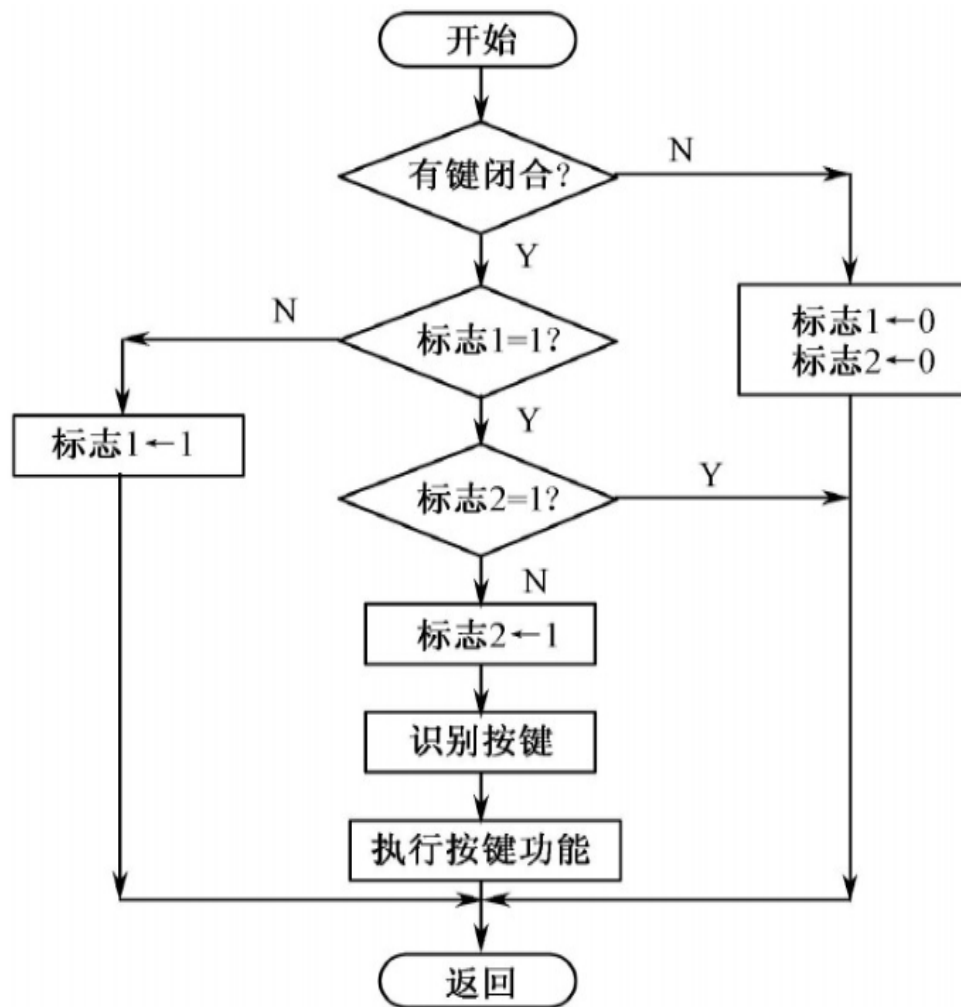 开始
有键闭合?
N
Y
标志1=1?
N
标志1←0
标志2←0
标志1←1
Y
标志2=1?
Y
N
标志2←1
识别按键
执行按键功能
返回